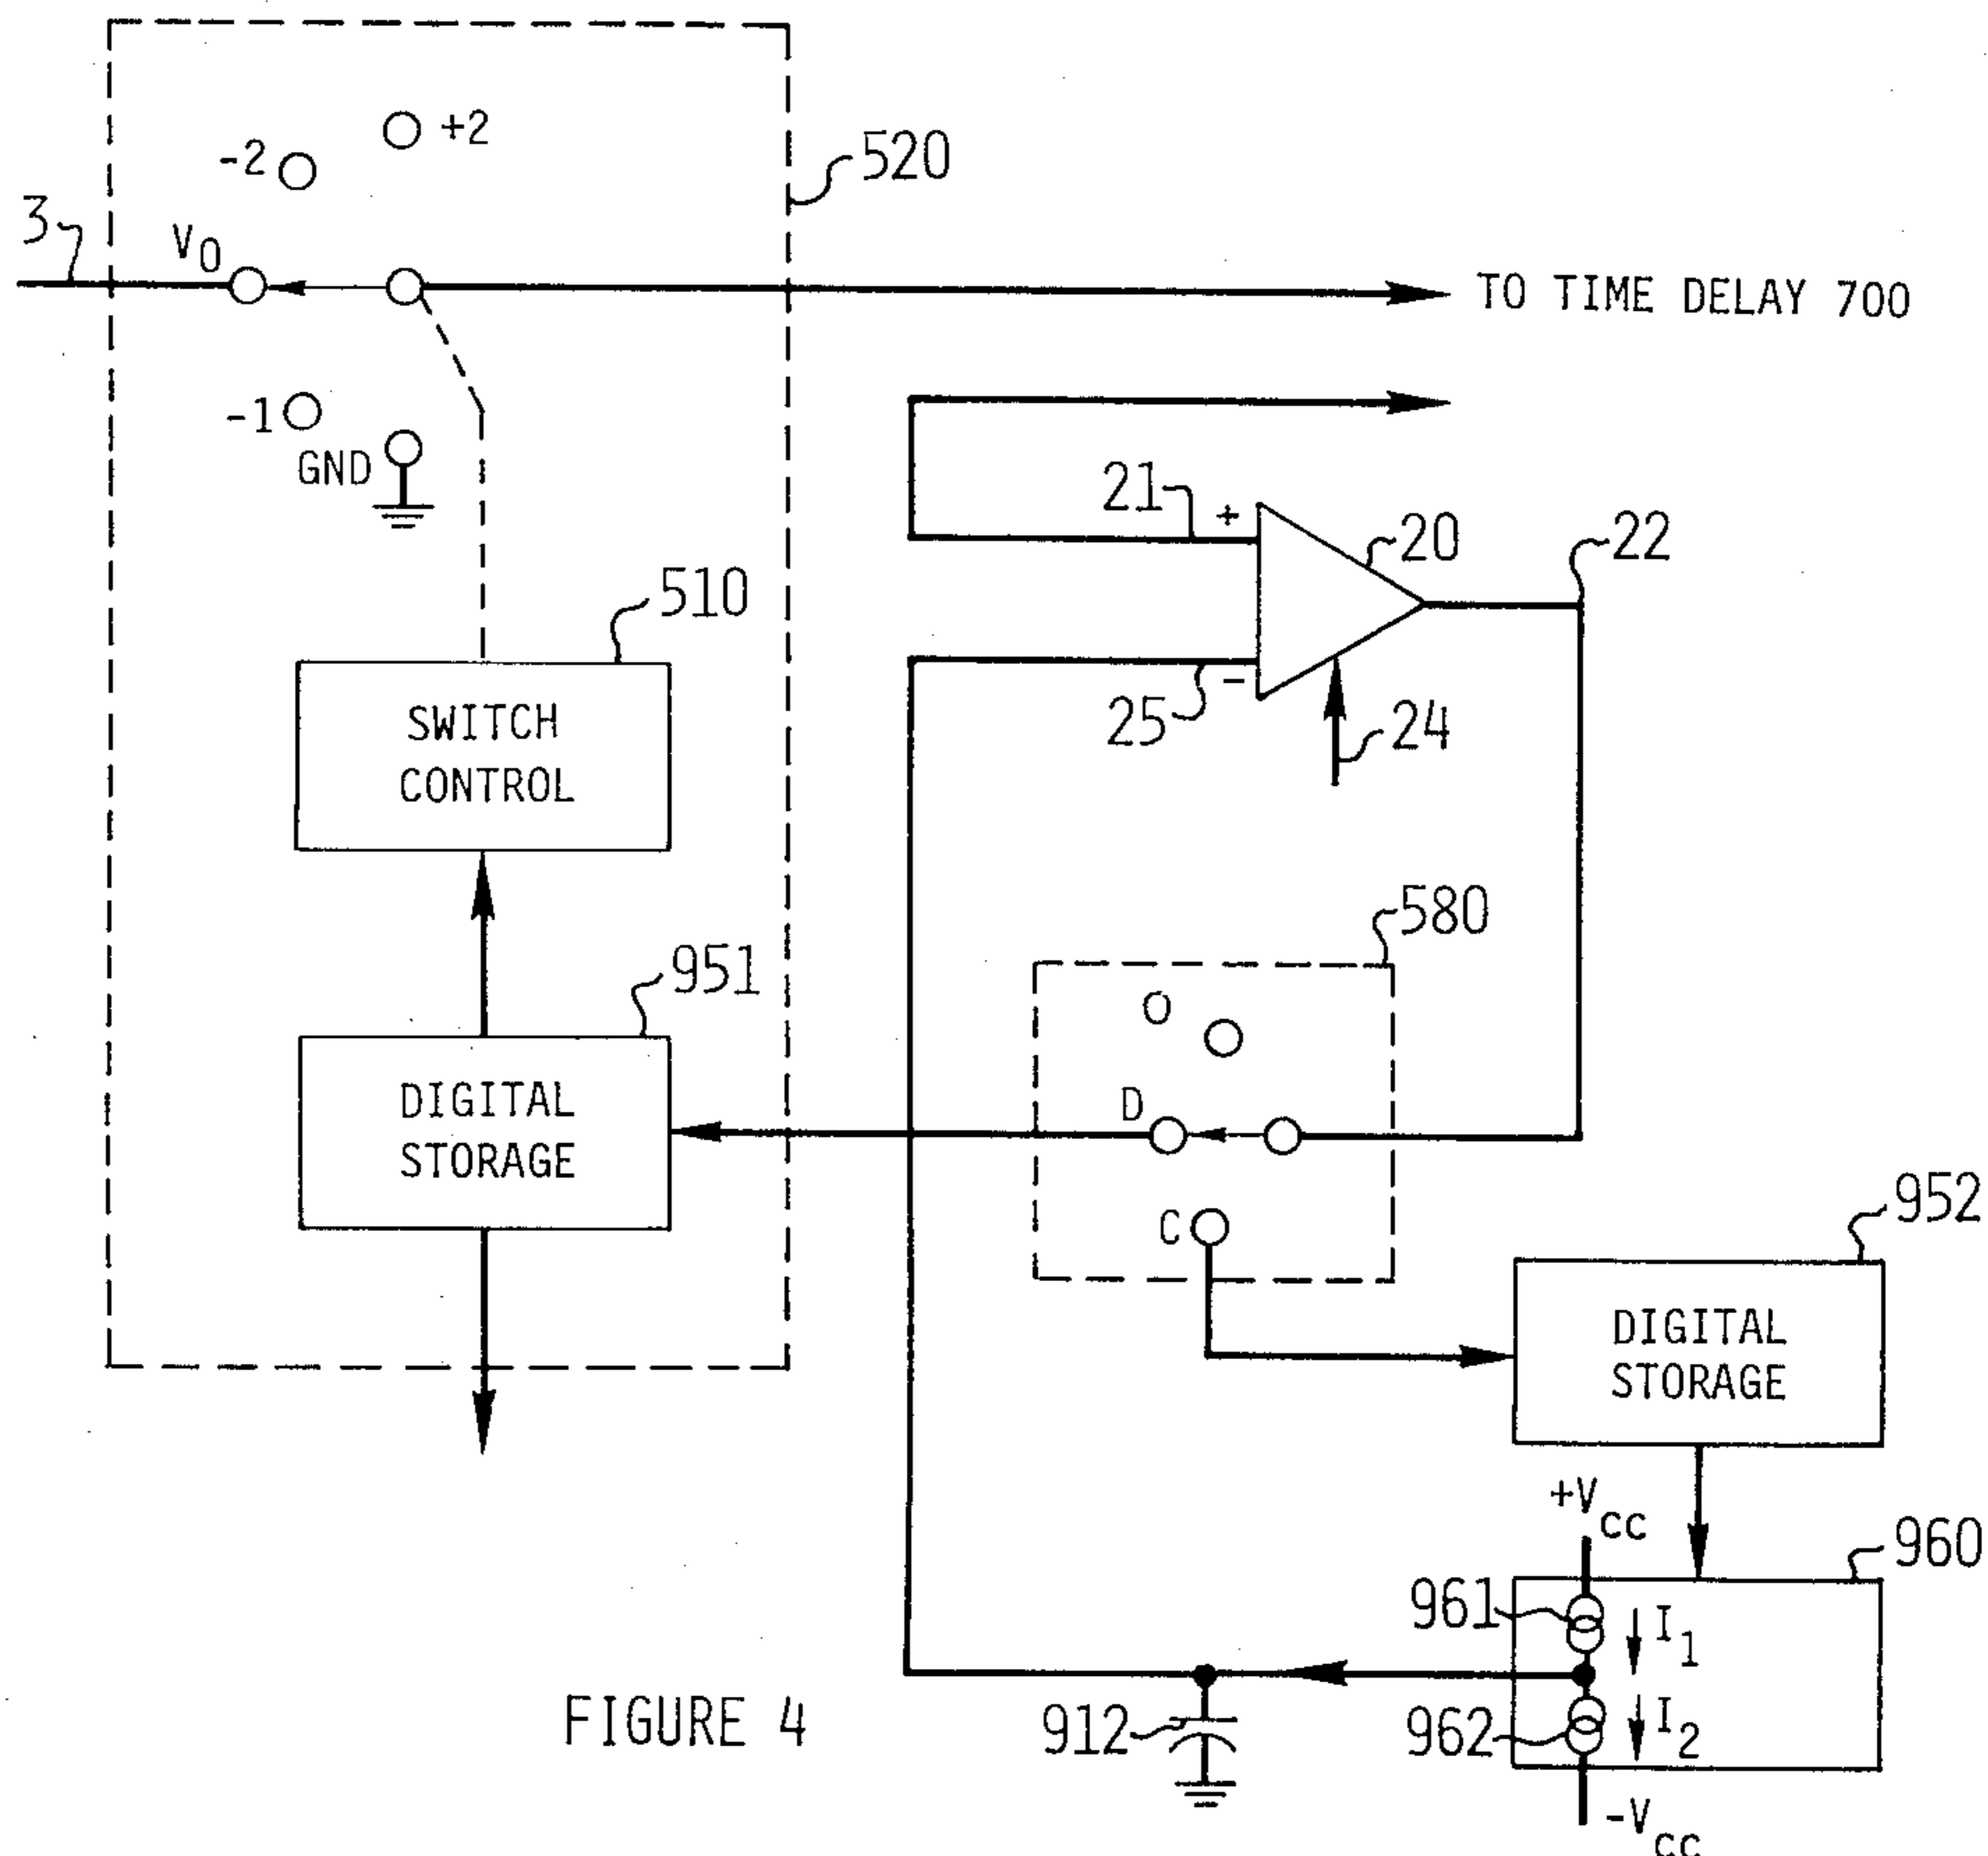 +2
-2
520
3
V0
TO TIME DELAY 700
-1
GND
21
+
20
22
510
25
-
24
SWITCH
CONTROL
580
951
O
D
DIGITAL
STORAGE
C
952
DIGITAL
STORAGE
+Vcc
960
961
I1
912
962
I2
FIGURE 4
-Vcc